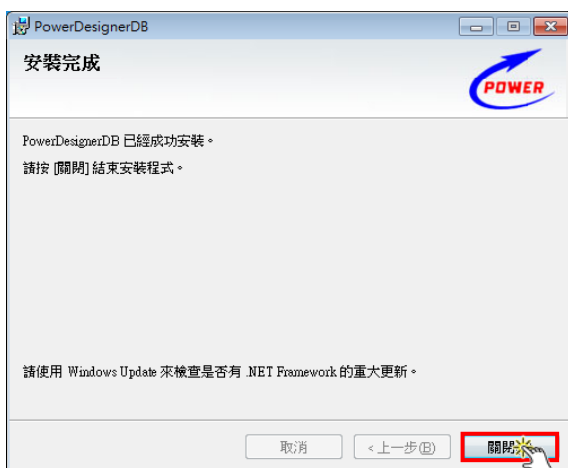 PowerDesignerDB
安裝完成
POWER
PowerDesignerDB 已經成功安裝。
請按 [關閉] 結束安裝程式。
請使用 Windows Update 來檢查是否有 .NET Framework 的重大更新。
取消
<上一步(B)
關閉